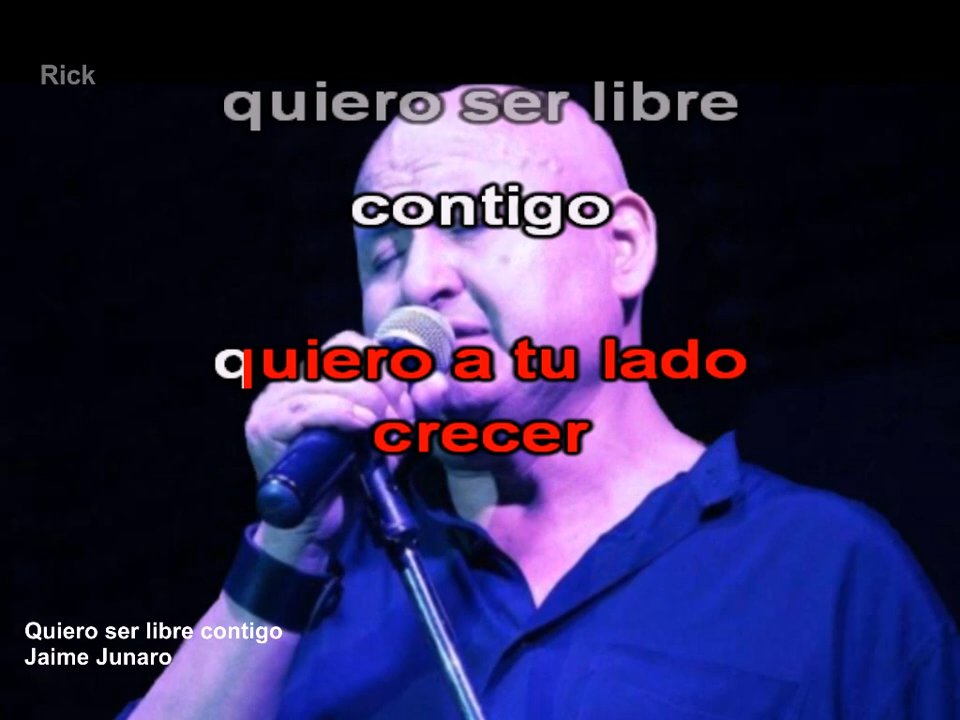 Rick
quiero ser libre
contigo
quiero a tu lado
crecer
Quiero ser libre contigo
Jaime Junaro